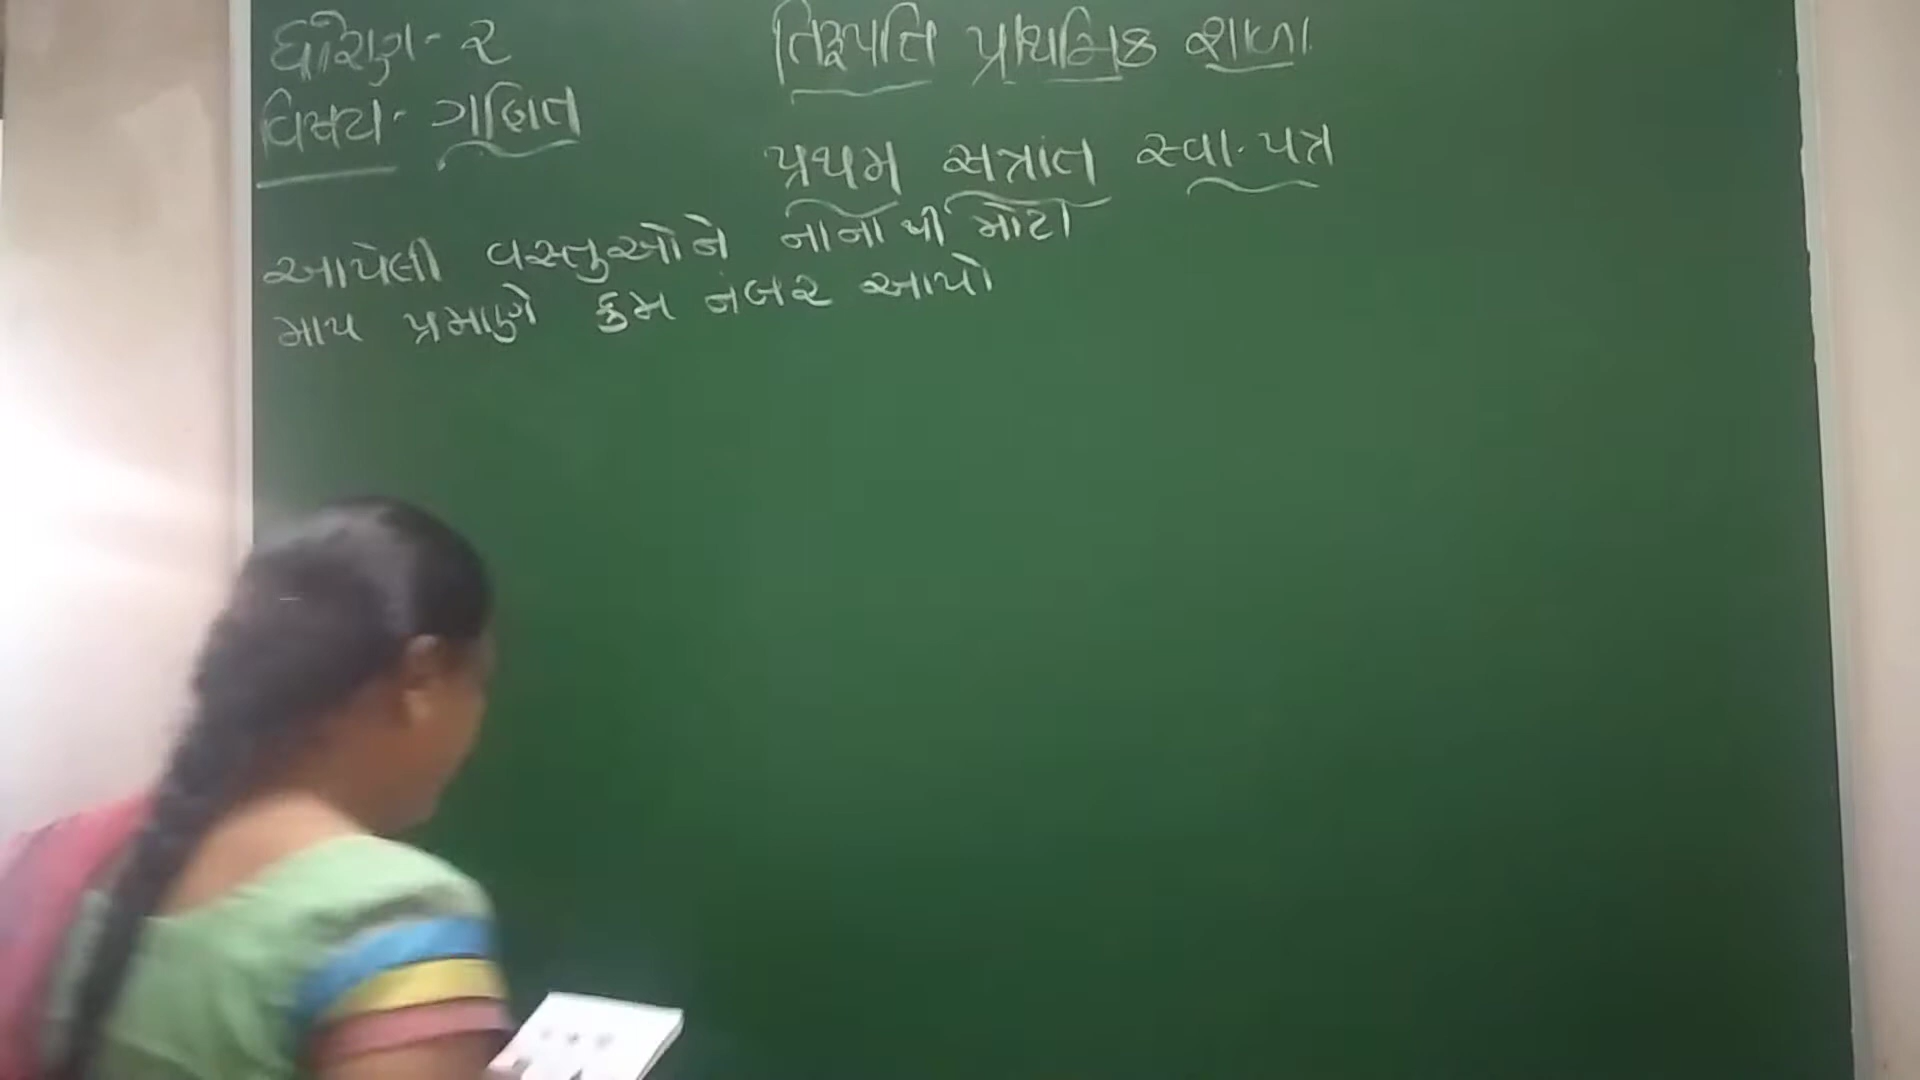 ધોરણ- ૨
તિરૂપતિ પ્રાથમિક શાળા
વિષય- ગણિત
પ્રથમ સત્રાંત સ્વા. પત્ર
આપેલી વસ્તુઓને નાનાથી મોટા
માપ પ્રમાણે ક્રમ નંબર આપો